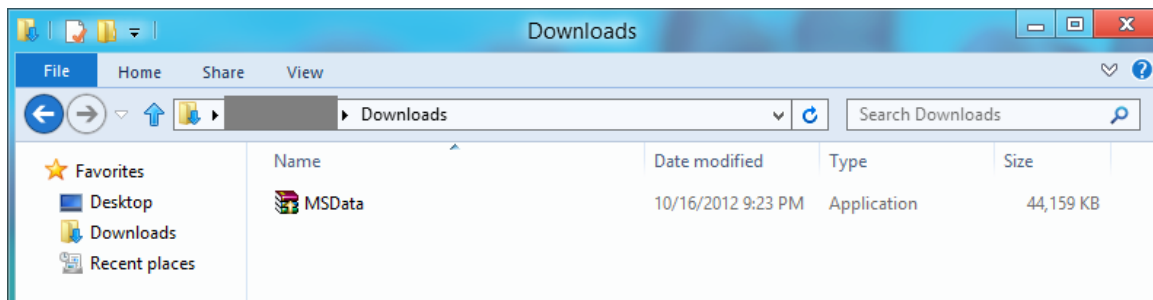 Downloads
File Home Share View
Downloads Search Downloads
Favorites Name Date modified Type Size
Desktop MSData 10/16/2012 9:23 PM Application 44,159 KB
Downloads
Recent places